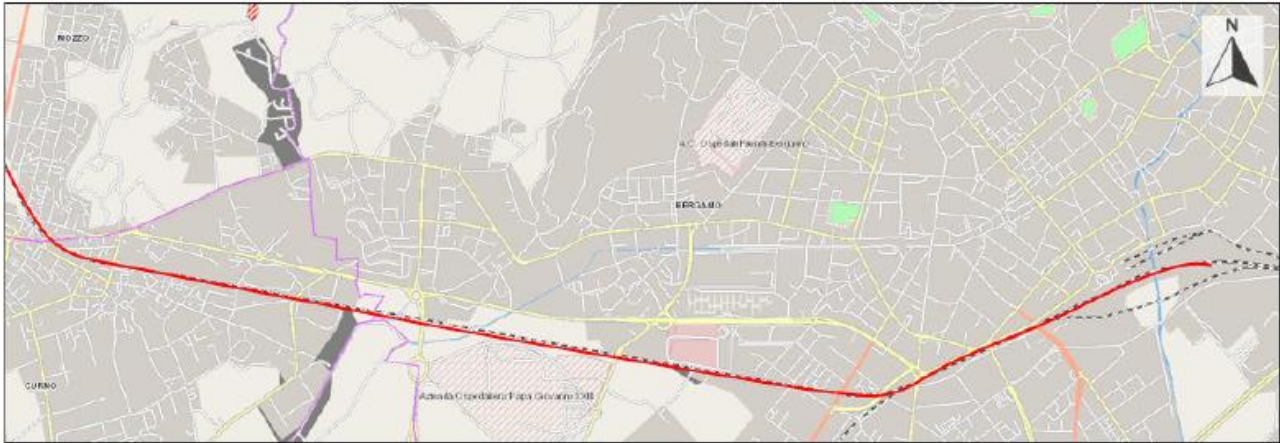 N
MOZZO
BERGAMO
CURNO
Azienda Ospedaliera Papa Giovanni XXIII